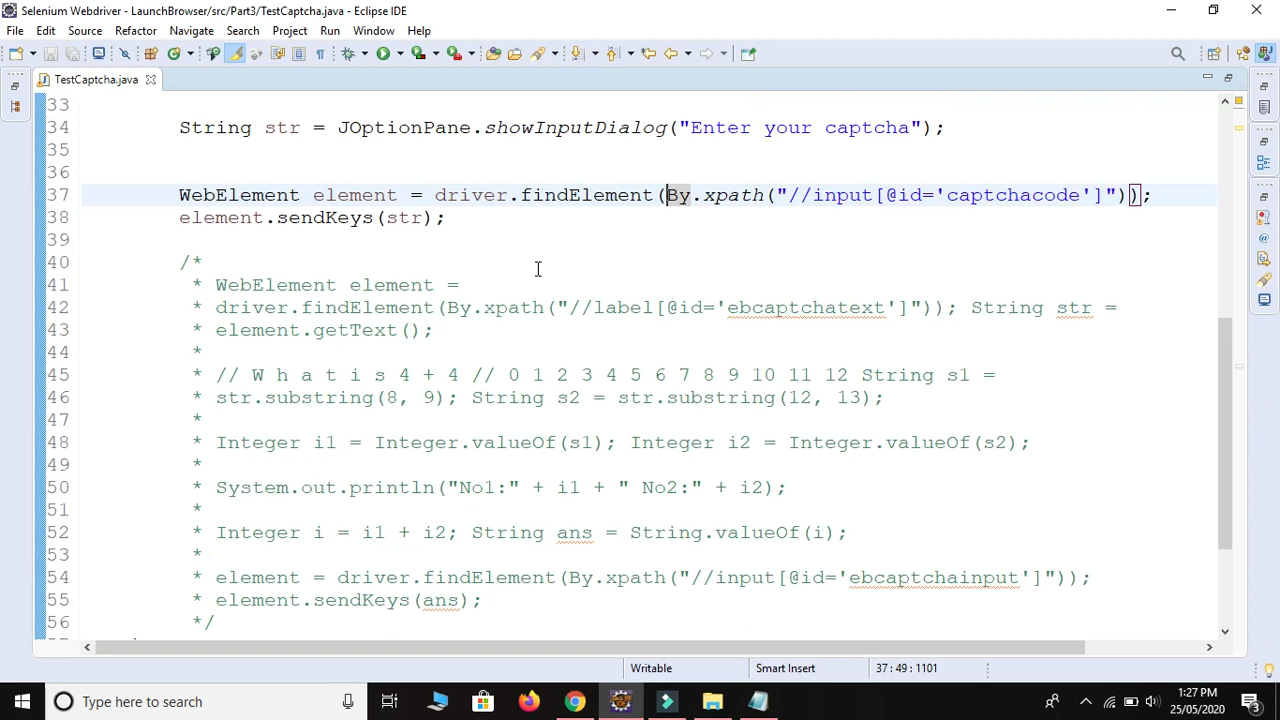 Selenium Webdriver - LaunchBrowser/src/Part3/TestCaptcha.java - Eclipse IDE
File Edit Source Refactor Navigate Search Project Run Window Help
TestCaptcha.java
33
34 String str = JOptionPane.showInputDialog("Enter your captcha");
35
36
37 WebElement element = driver.findElement(By.xpath("//input[@id='captchacode']"));
38 element.sendKeys(str);
39
40 /*
41 * WebElement element =
42 * driver.findElement(By.xpath("//label[@id='ebcaptchatext']")); String str =
43 * element.getText();
44 *
45 * // W h a t i s 4 + 4 // 0 1 2 3 4 5 6 7 8 9 10 11 12 String s1 =
46 * str.substring(8, 9); String s2 = str.substring(12, 13);
47 *
48 * Integer i1 = Integer.valueOf(s1); Integer i2 = Integer.valueOf(s2);
49 *
50 * System.out.println("No1:" + i1 + " No2:" + i2);
51 *
52 * Integer i = i1 + i2; String ans = String.valueOf(i);
53 *
54 * element = driver.findElement(By.xpath("//input[@id='ebcaptchainput']"));
55 * element.sendKeys(ans);
56 */
Writable Smart Insert 37 : 49 : 1101
Type here to search
1:27 PM
25/05/2020
3